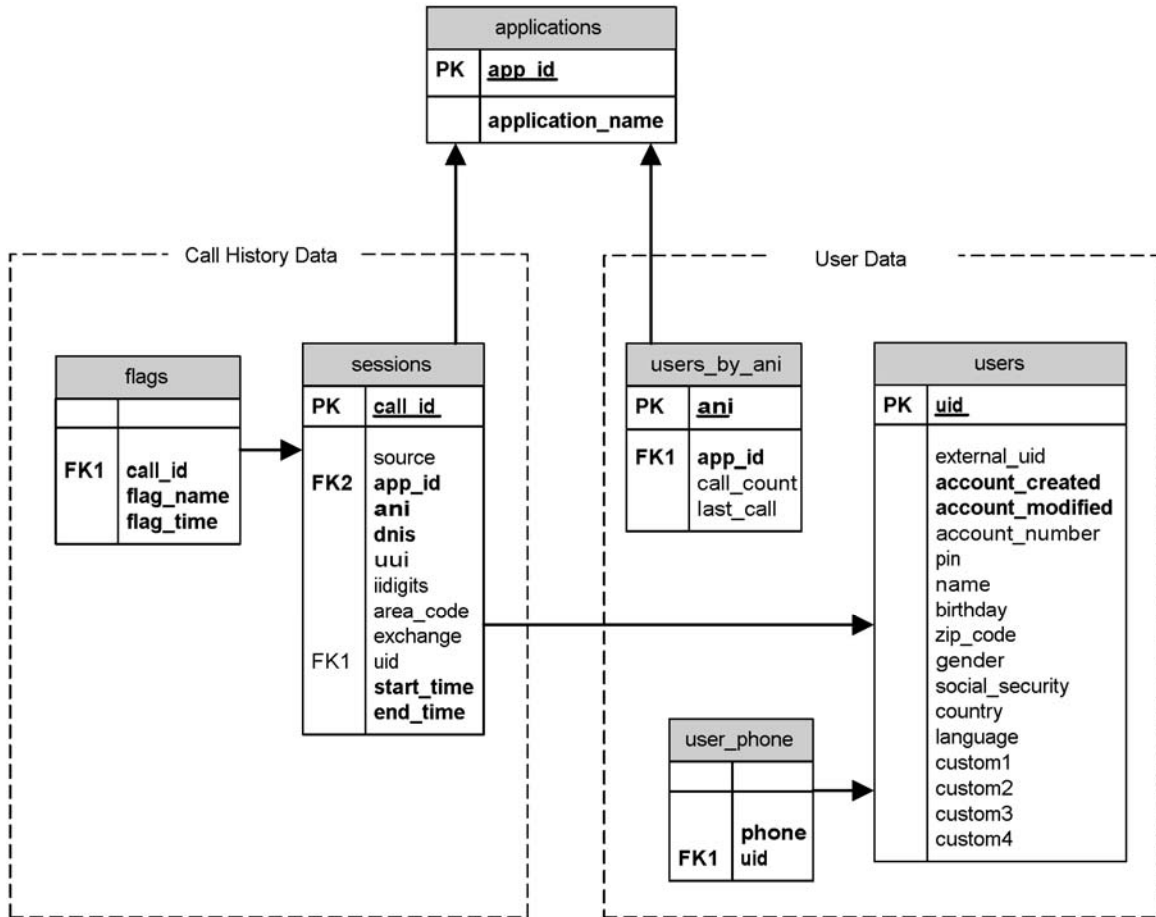 applications
PK app_id
application_name
Call History Data
User Data
flags
FK1 call_id
flag_name
flag_time
sessions
PK call_id
source
FK2 app_id
ani
dnis
uui
iidigits
area_code
exchange
FK1 uid
start_time
end_time
users_by_ani
PK ani
FK1 app_id
call_count
last_call
users
PK uid
external_uid
account_created
account_modified
account_number
pin
name
birthday
zip_code
gender
social_security
country
language
custom1
custom2
custom3
custom4
user_phone
phone
FK1 uid